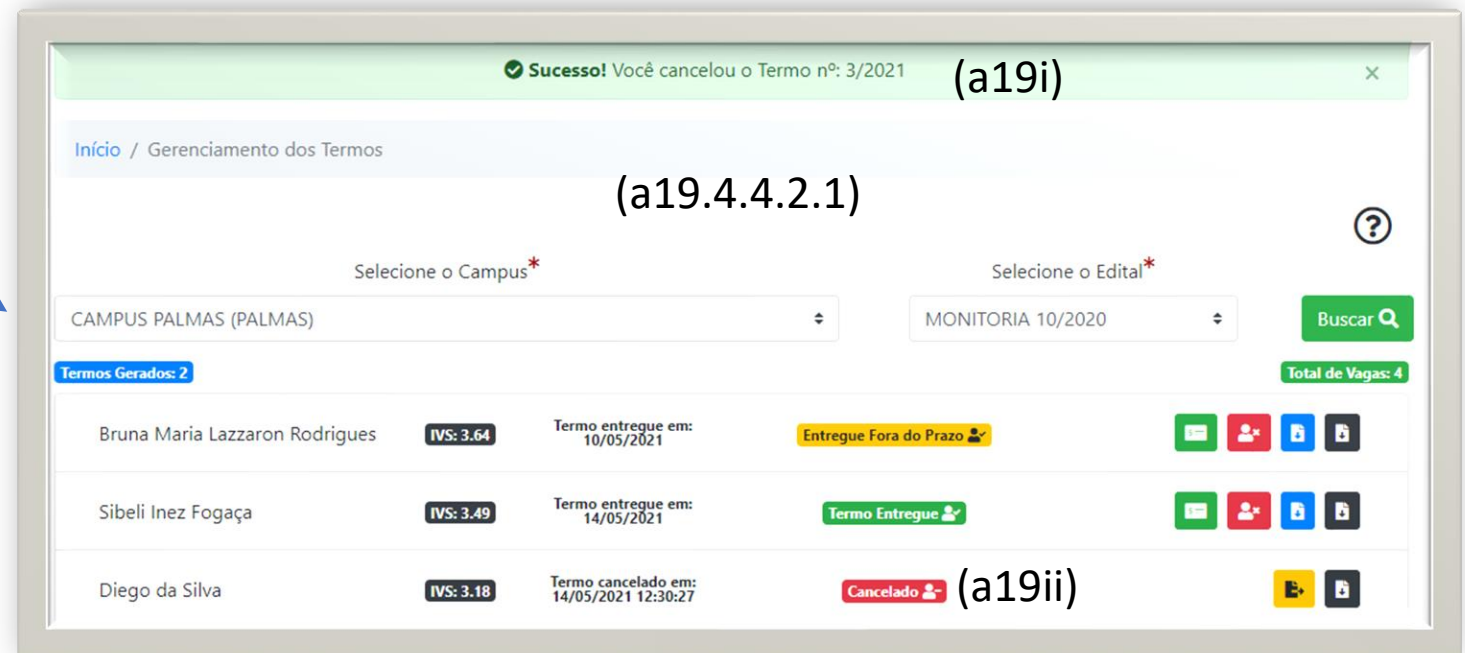 Sucesso! Você cancelou o Termo nº: 3/2021 (a19i) ×
Início / Gerenciamento dos Termos
(a19.4.4.2.1)
Selecione o Campus* Selecione o Edital*
CAMPUS PALMAS (PALMAS) MONITORIA 10/2020 Buscar
Termos Gerados: 2 Total de Vagas: 4
Bruna Maria Lazzaron Rodrigues IVS: 3.64 Termo entregue em: 10/05/2021 Entregue Fora do Prazo
Sibeli Inez Fogaça IVS: 3.49 Termo entregue em: 14/05/2021 Termo Entregue
Diego da Silva IVS: 3.18 Termo cancelado em: 14/05/2021 12:30:27 Cancelado (a19ii)